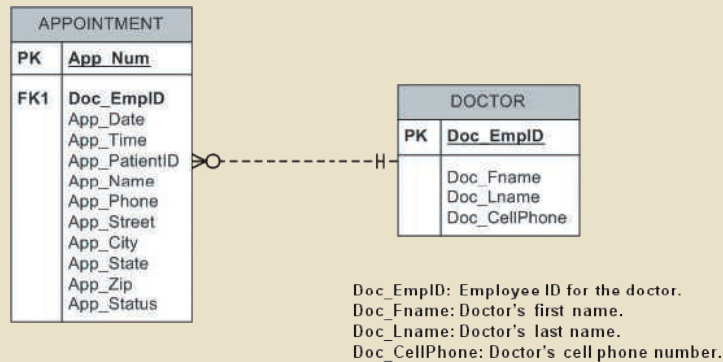 APPOINTMENT
PK App_Num
FK1 Doc_EmpID
App_Date
App_Time
App_PatientID
App_Name
App_Phone
App_Street
App_City
App_State
App_Zip
App_Status
DOCTOR
PK Doc_EmpID
Doc_Fname
Doc_Lname
Doc_CellPhone
Doc_EmpID: Employee ID for the doctor.
Doc_Fname: Doctor's first name.
Doc_Lname: Doctor's last name.
Doc_CellPhone: Doctor's cell phone number.